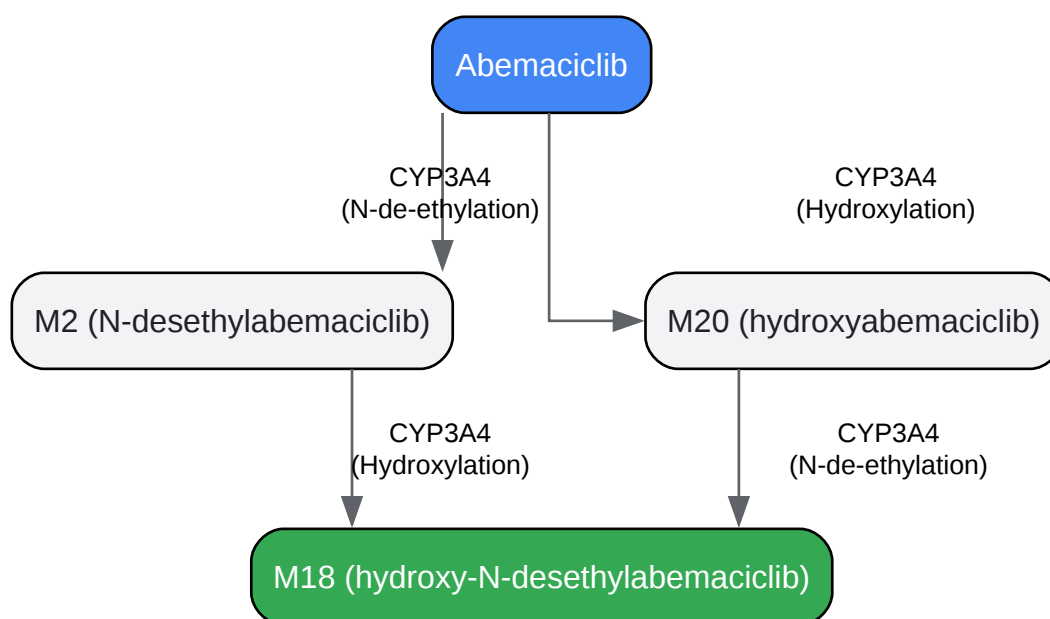 Abemaciclib
CYP3A4
(N-de-ethylation)
CYP3A4
(Hydroxylation)
M2 (N-desethylabemaciclib)
M20 (hydroxyabemaciclib)
CYP3A4
(Hydroxylation)
CYP3A4
(N-de-ethylation)
M18 (hydroxy-N-desethylabemaciclib)